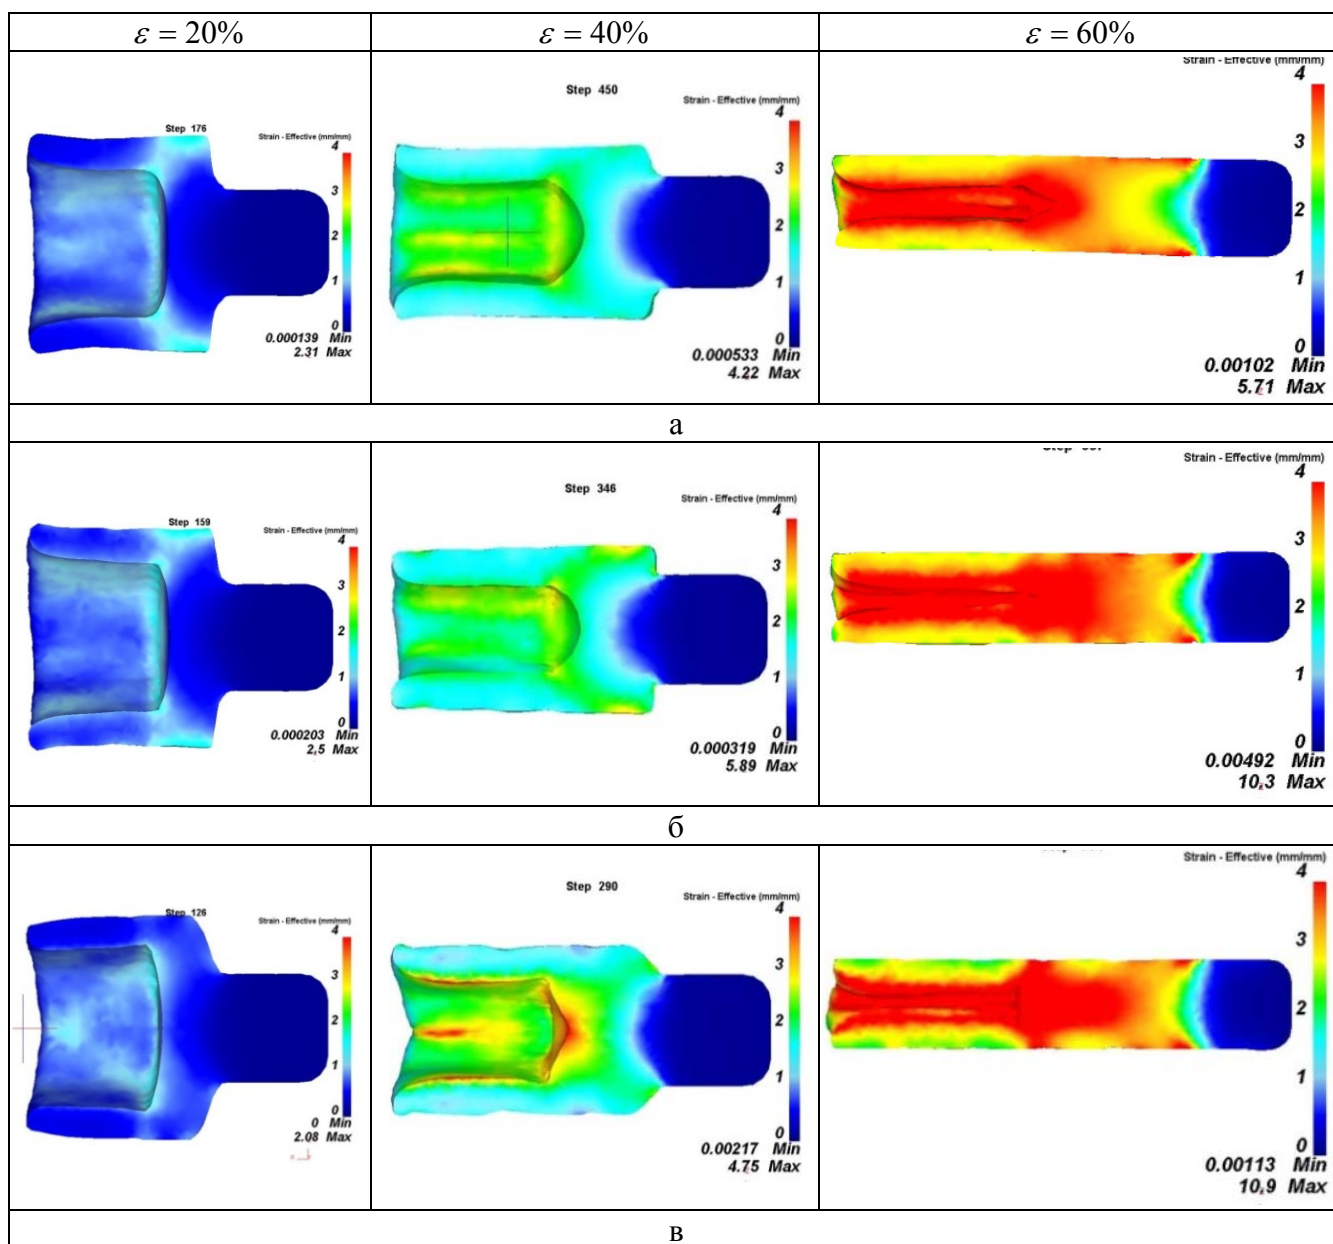 ε = 20%
ε = 40%
ε = 60%
Step 176
Strain - Effective (mm/mm)
4
3
2
1
0
0.000139 Min
2.31 Max
Step 450
Strain - Effective (mm/mm)
4
3
2
1
0
0.000533 Min
4.22 Max
Strain - Effective (mm/mm)
4
3
2
1
0
0.00102 Min
5.71 Max
а
Step 159
Strain - Effective (mm/mm)
4
3
2
1
0
0.000203 Min
2.5 Max
Step 346
Strain - Effective (mm/mm)
4
3
2
1
0
0.000319 Min
5.89 Max
Step
Strain - Effective (mm/mm)
4
3
2
1
0
0.00492 Min
10.3 Max
б
Step 126
Strain - Effective (mm/mm)
4
3
2
1
0
0 Min
2.08 Max
Step 290
Strain - Effective (mm/mm)
4
3
2
1
0
0.00217 Min
4.75 Max
Strain - Effective (mm/mm)
4
3
2
1
0
0.00113 Min
10.9 Max
в